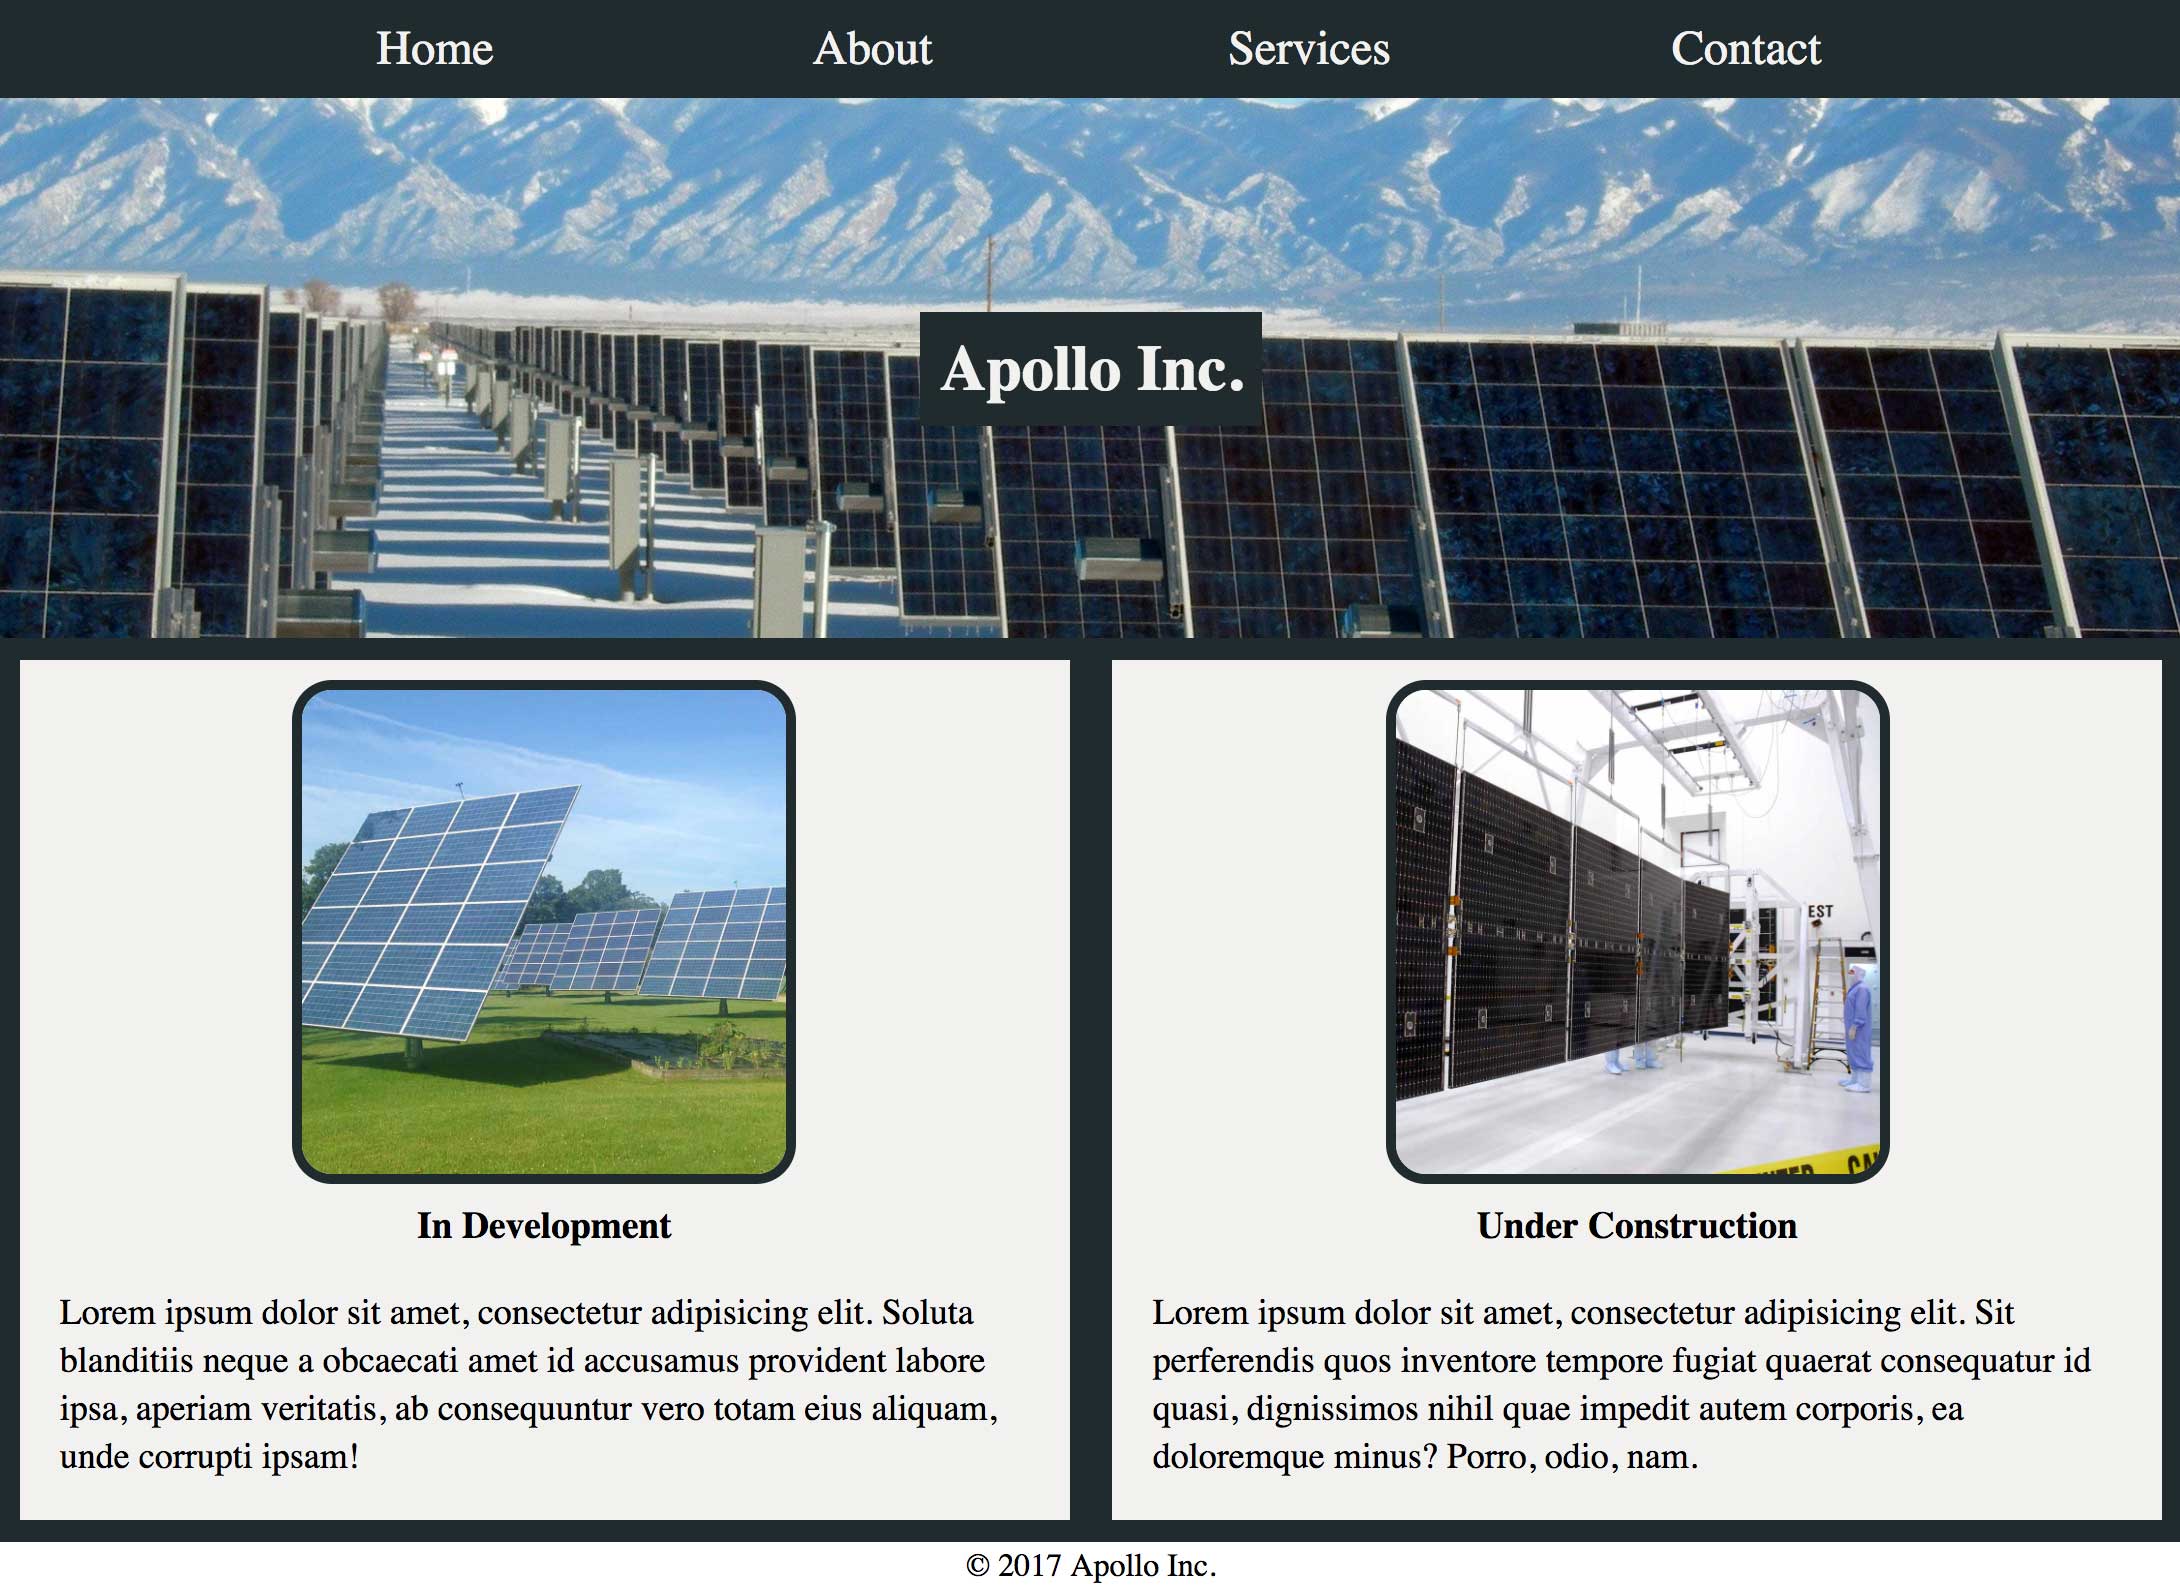 Home About Services Contact
Apollo Inc.
EST
In Development
Lorem ipsum dolor sit amet, consectetur adipisicing elit. Soluta
blanditiis neque a obcaecati amet id accusamus provident labore
ipsa, aperiam veritatis, ab consequuntur vero totam eius aliquam,
unde corrupti ipsam!
Under Construction
Lorem ipsum dolor sit amet, consectetur adipisicing elit. Sit
perferendis quos inventore tempore fugiat quaerat consequatur id
quasi, dignissimos nihil quae impedit autem corporis, ea
doloremque minus? Porro, odio, nam.
© 2017 Apollo Inc.